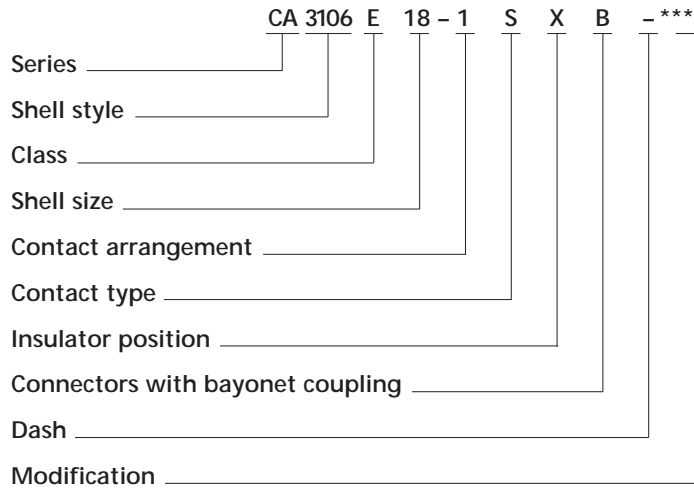 CA 3106 E 18 – 1 S X B – ***
Series
Shell style
Class
Shell size
Contact arrangement
Contact type
Insulator position
Connectors with bayonet coupling
Dash
Modification